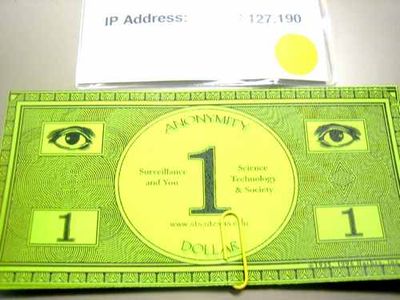 IP Address: 127.190
ANONYMITY
1
Surveillance
and You
Science
Technology
& Society
1
1
DOLLAR